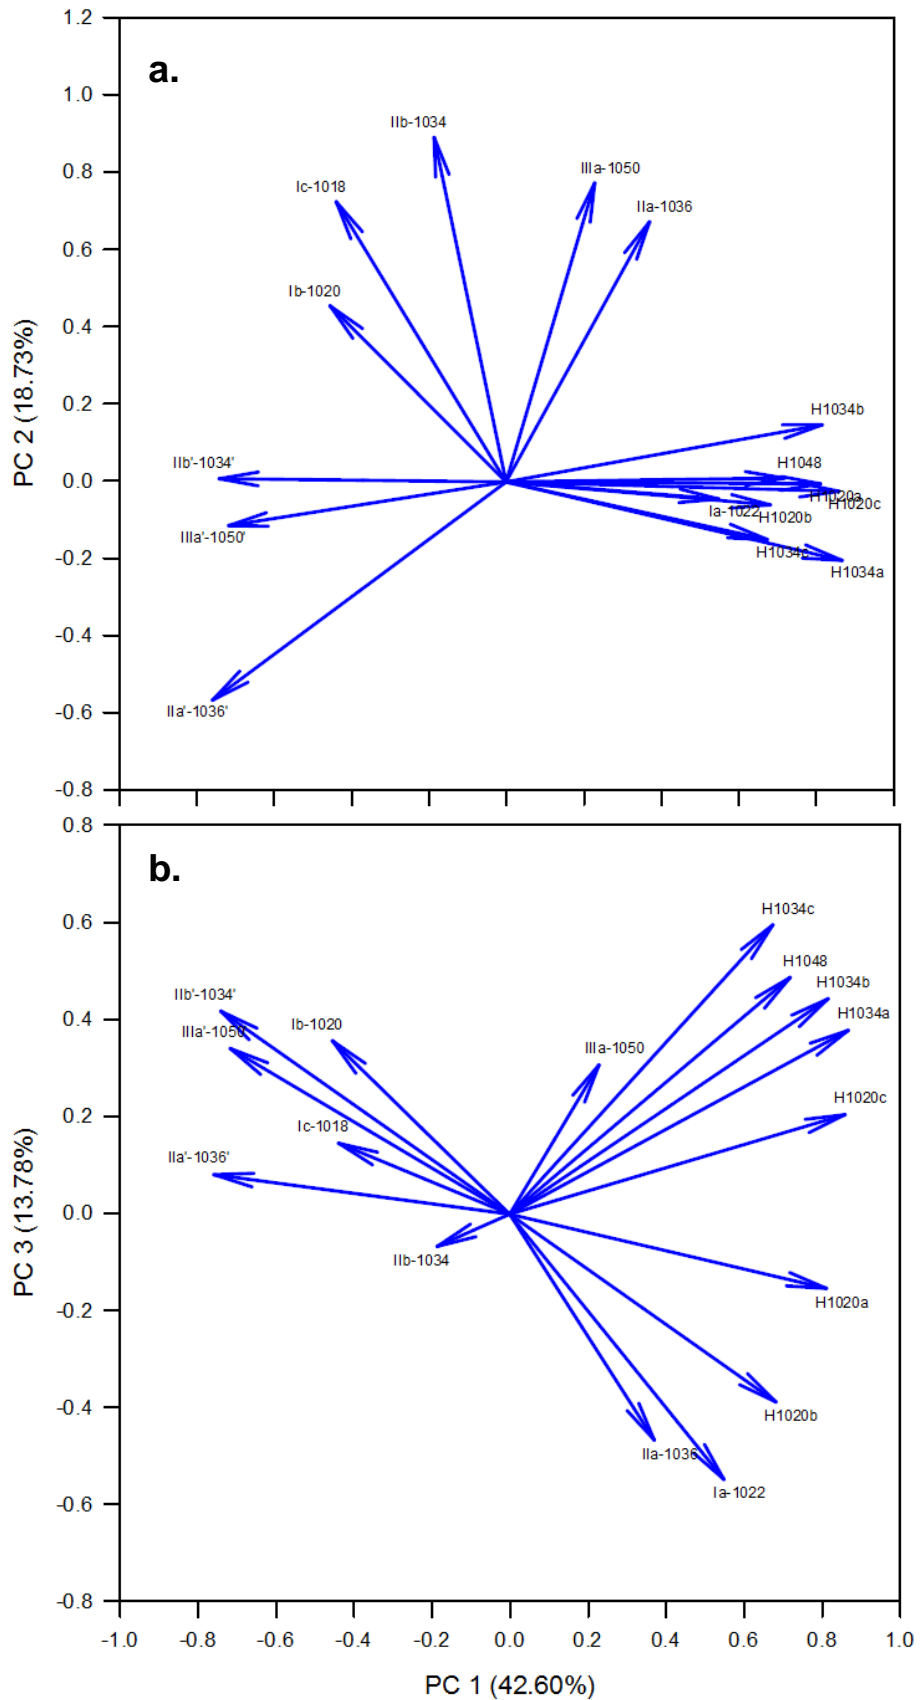 1.2
a.
1.0
IIb-1034
0.8
IIIa-1050
Ic-1018
IIa-1036
0.6
Ib-1020
0.4
PC 2 (18.73%)
0.2
H1034b
IIb'-1034'
H1048
0.0
H1020a
H1020c
Ia-1022
H1020b
IIIa'-1050'
H1034c
-0.2
H1034a
-0.4
-0.6
IIa'-1036'
-0.8
0.8
b.
0.6
H1034c
H1048
H1034b
IIb'-1034'
H1034a
0.4
IIIa'-1050'
Ib-1020
IIIa-1050
0.2
H1020c
Ic-1018
IIa'-1036'
PC 3 (13.78%)
0.0
IIb-1034
-0.2
H1020a
-0.4
H1020b
IIa-1036
Ia-1022
-0.6
-0.8
-1.0 -0.8 -0.6 -0.4 -0.2 0.0 0.2 0.4 0.6 0.8 1.0
PC 1 (42.60%)